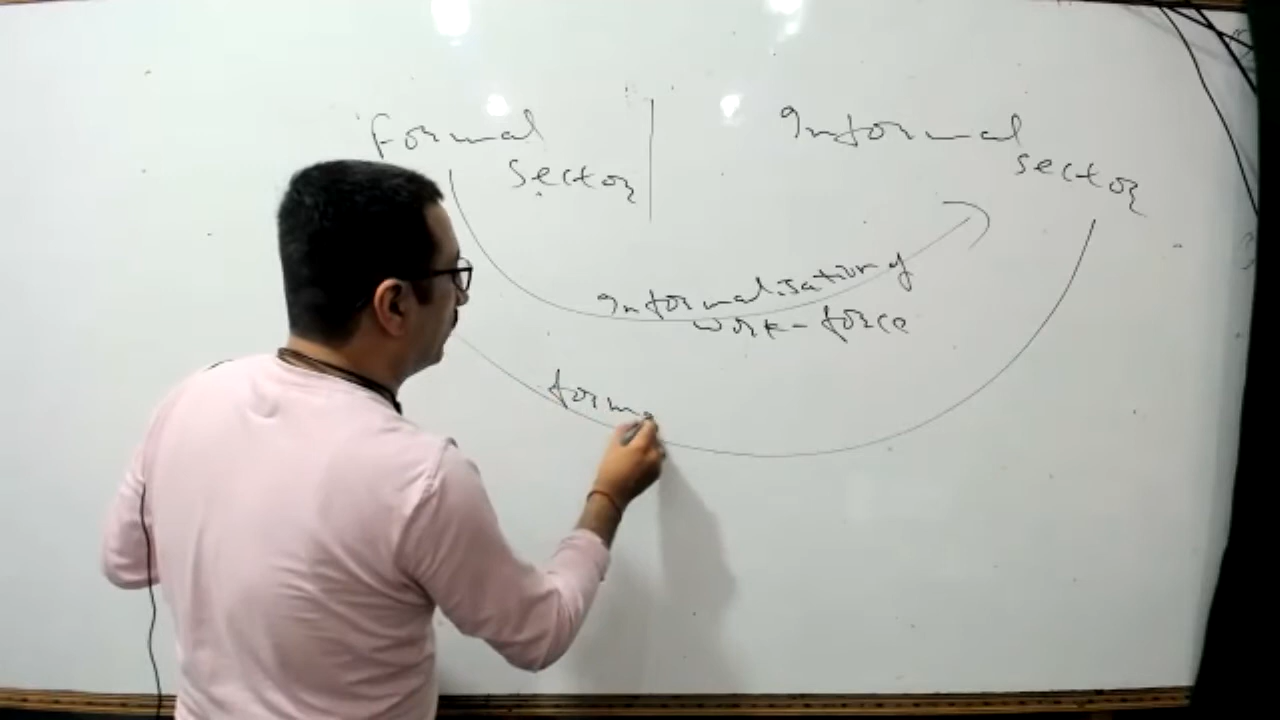 Formal
Sector
Informal
sector
Informalisation of
work-force
forma